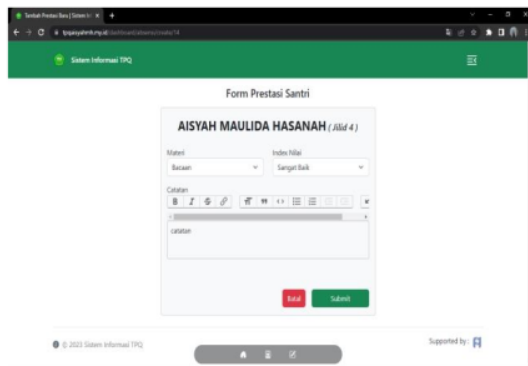 Tambah Prestasi Baru | Sistem In
Sistem Informasi TPQ
Form Prestasi Santri
AISYAH MAULIDA HASANAH ( Jilid 4 )
Materi Index Nilai
Bacaan Sangat Baik
Catatan
B I S
catatan
Batal Submit
© 2023 Sistem Informasi TPQ Supported by :